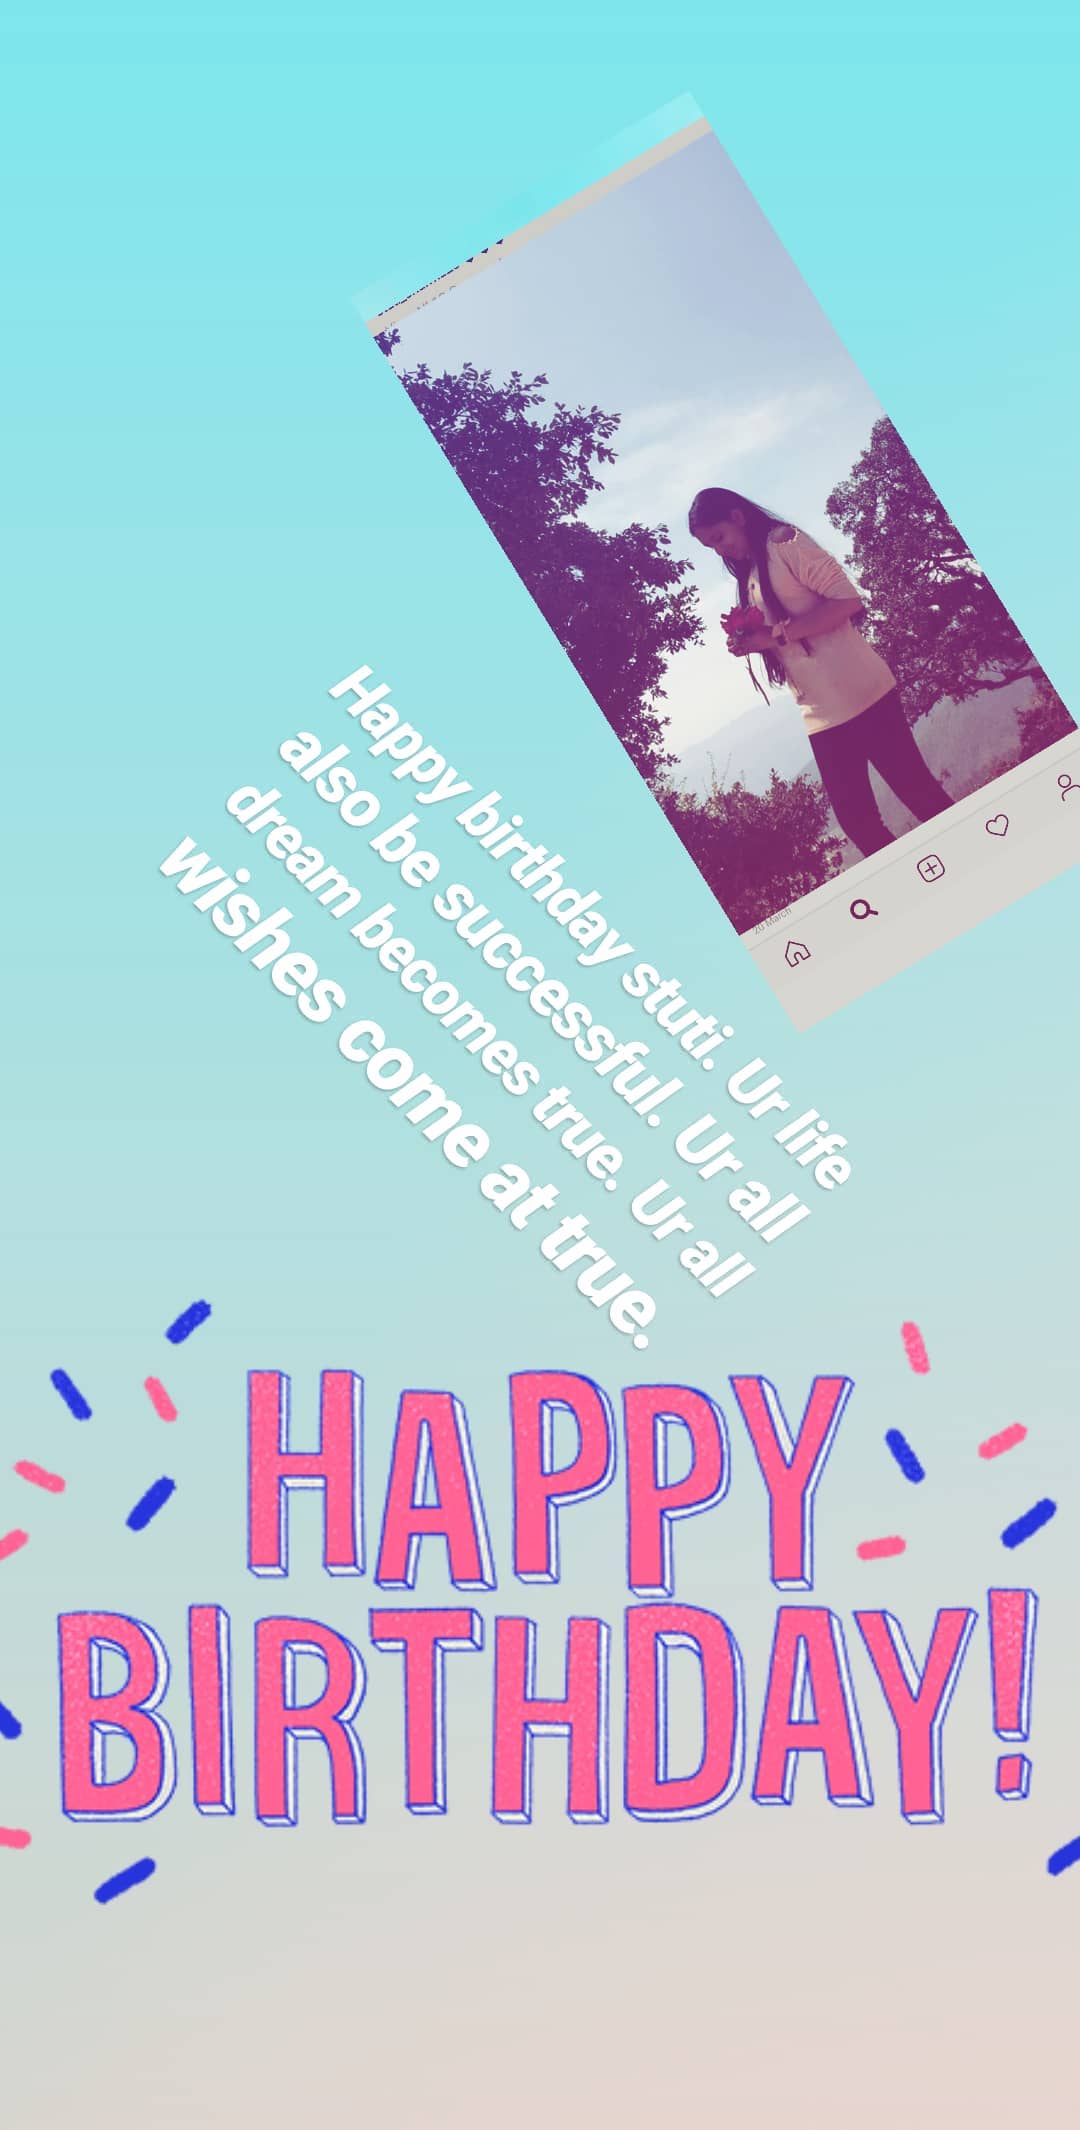 20 March
Happy birthday stuti. Ur life
also be successful. Ur all
dream becomes true. Ur all
wishes come at true.
HAPPY
BIRTHDAY!